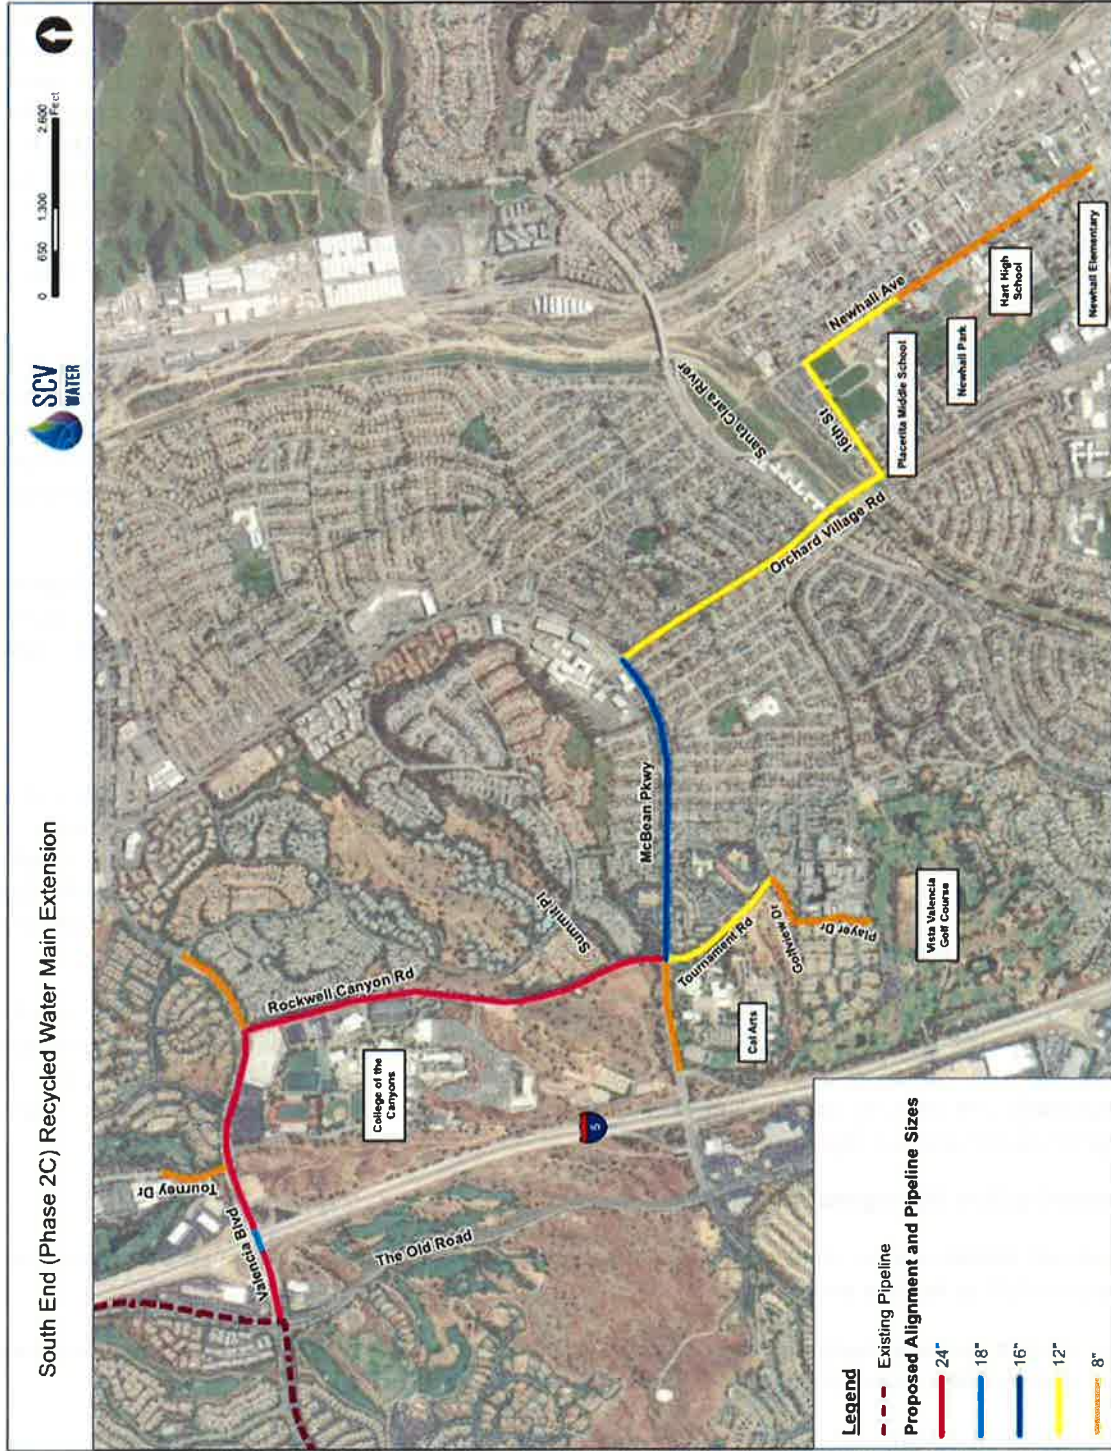 South End (Phase 2C) Recycled Water Main Extension
SCV
WATER
0 650 1,300 2,600
Feet
Tourney Dr
Valencia Blvd
The Old Road
Rockwell Canyon Rd
College of the
Canyons
5
Summit Pl
McBean Pkwy
Tournament Rd
Golfview Dr
Player Dr
Cal Arts
Vista Valencia
Golf Course
Orchard Village Rd
Santa Clara River
16th St
Newhall Ave
Placerita Middle School
Newhall Park
Hart High
School
Newhall Elementary
Legend
Existing Pipeline
Proposed Alignment and Pipeline Sizes
24"
18"
16"
12"
8"